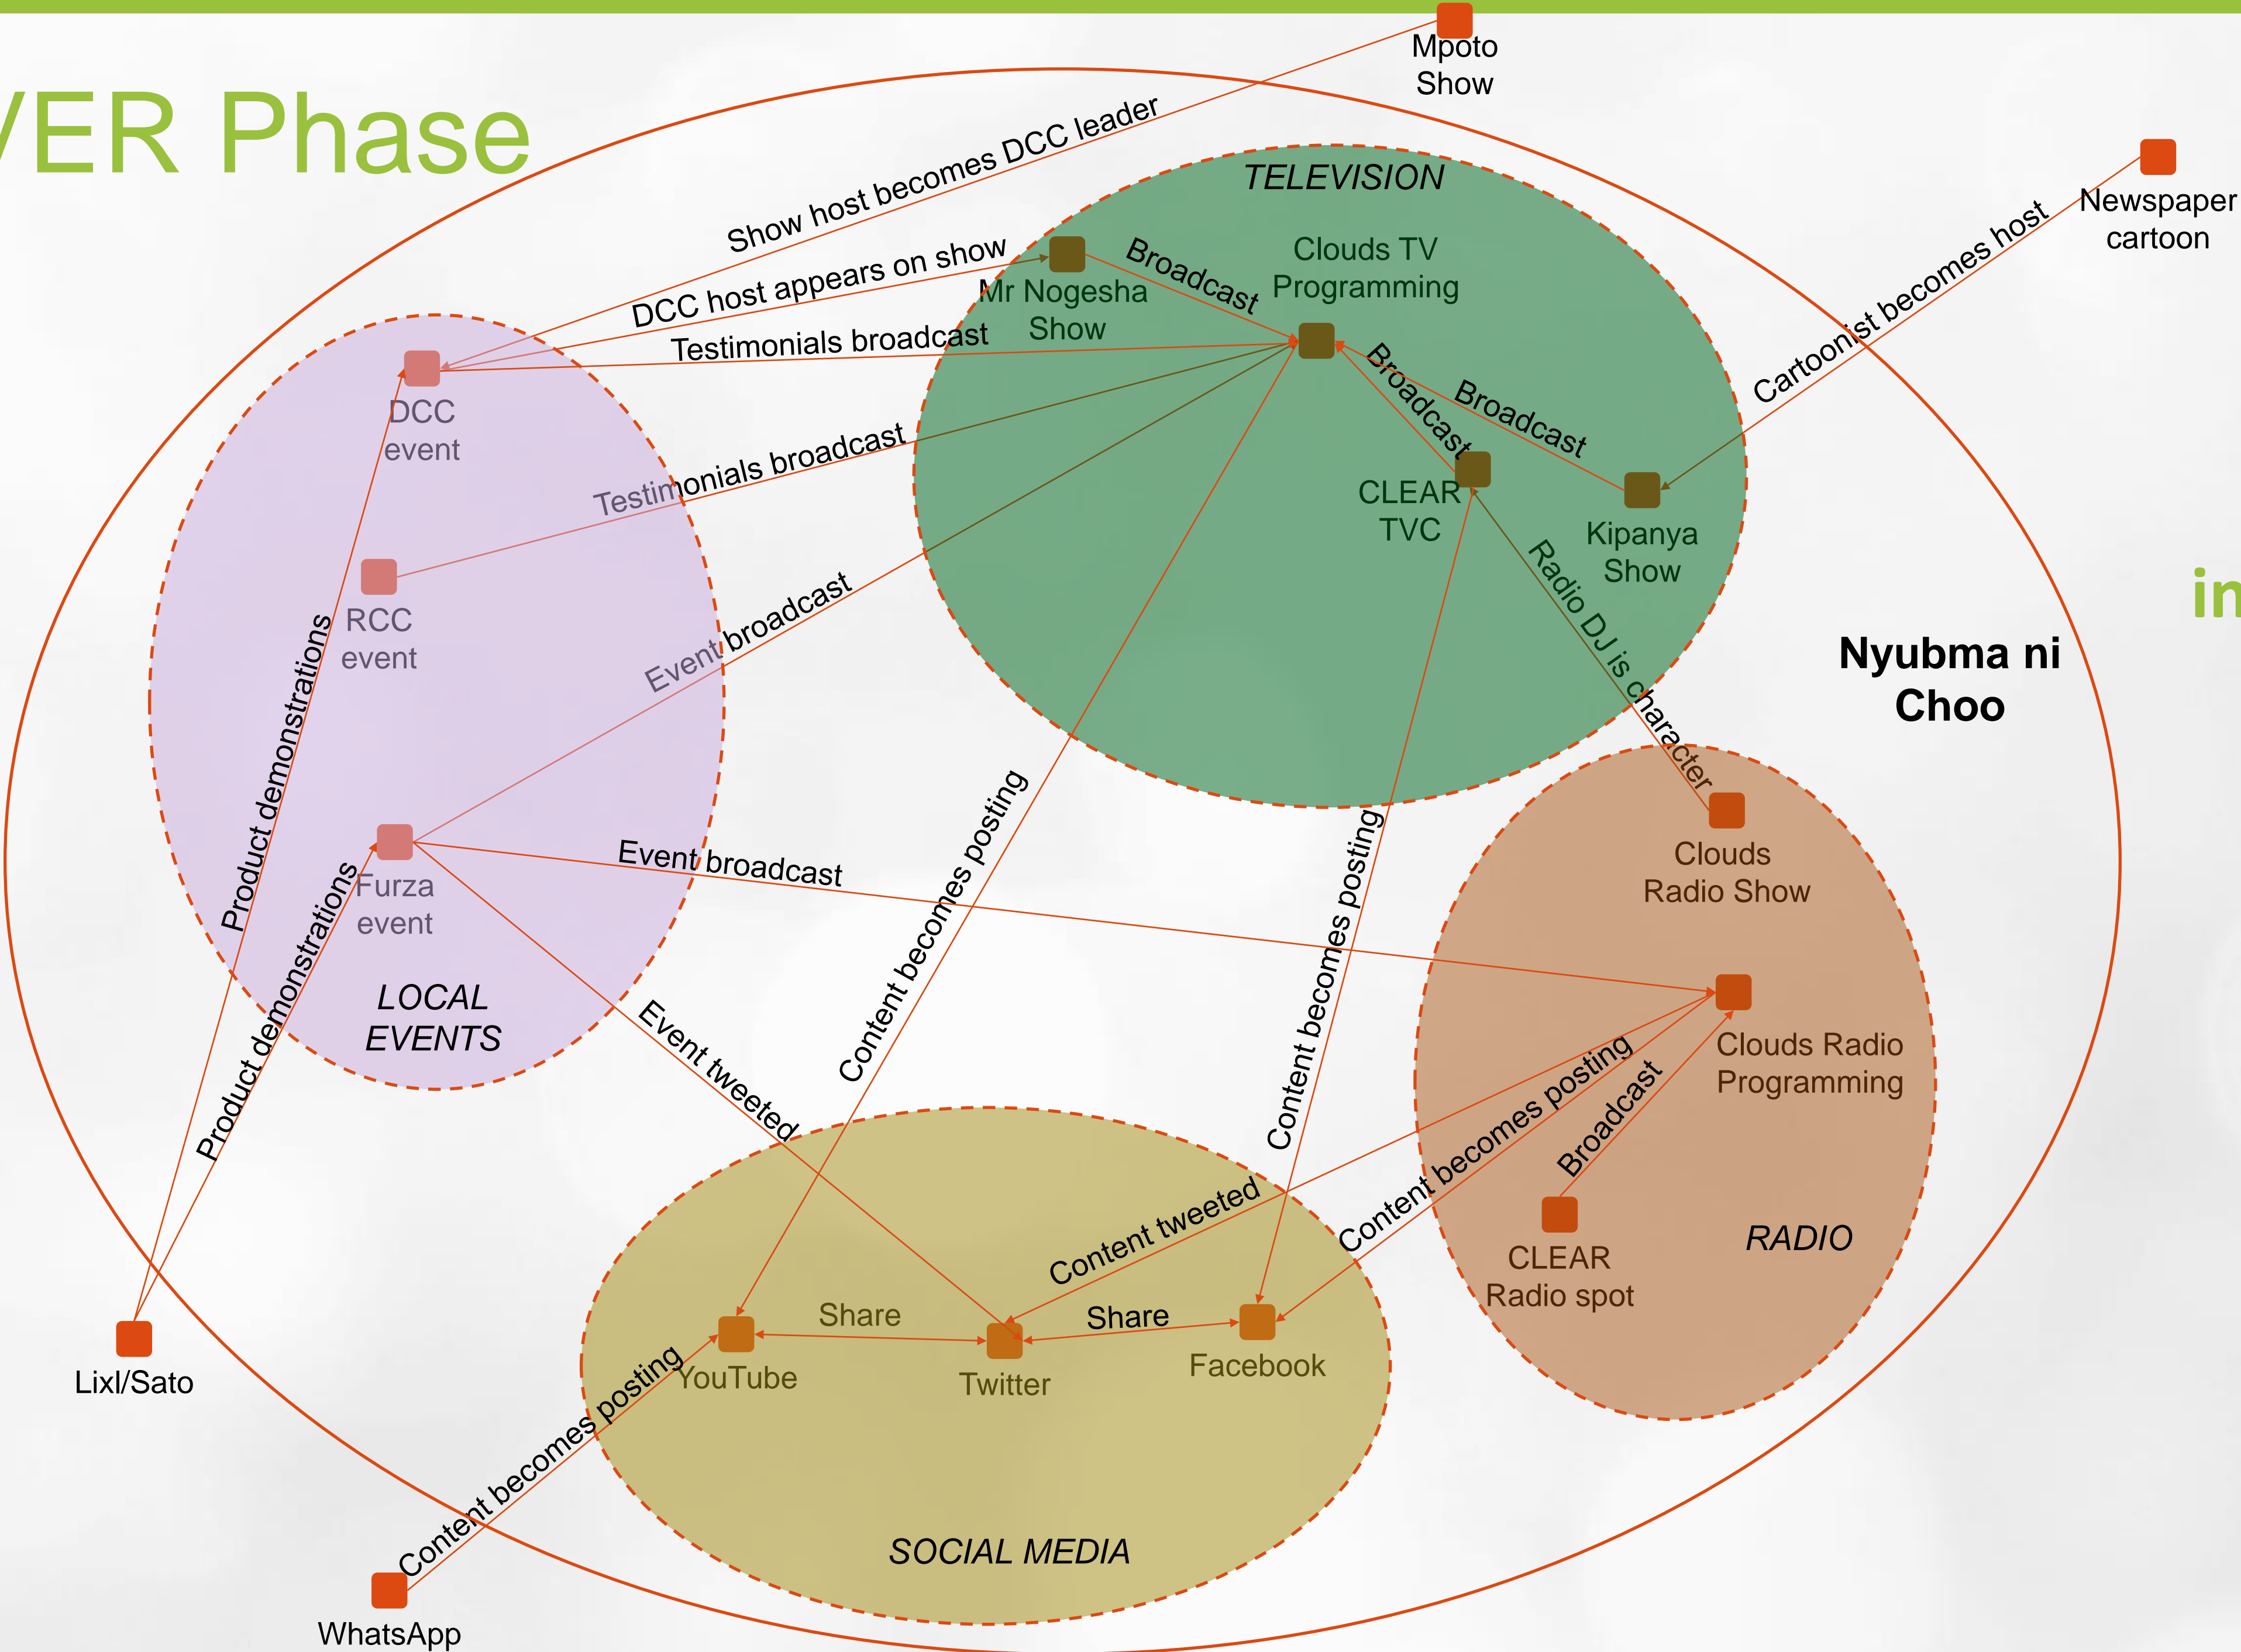 VER Phase
Mpoto
Show
Newspaper
cartoon
Show host becomes DCC leader
TELEVISION
DCC host appears on show
Broadcast
Clouds TV
Programming
Mr Nogesha
Show
Cartoonist becomes host
Testimonials broadcast
Broadcast
Broadcast
DCC
event
Testimonials broadcast
CLEAR
TVC
Kipanya
Show
Radio DJ is character
RCC
event
Event broadcast
in
Nyubma ni
Choo
Product demonstrations
Content becomes posting
Content becomes posting
Clouds
Radio Show
Event broadcast
Furza
event
Product demonstrations
LOCAL
EVENTS
Event tweeted
Clouds Radio
Programming
Content becomes posting
Broadcast
Content tweeted
RADIO
CLEAR
Radio spot
Share
Share
Lixl/Sato
YouTube
Twitter
Facebook
Content becomes posting
SOCIAL MEDIA
WhatsApp